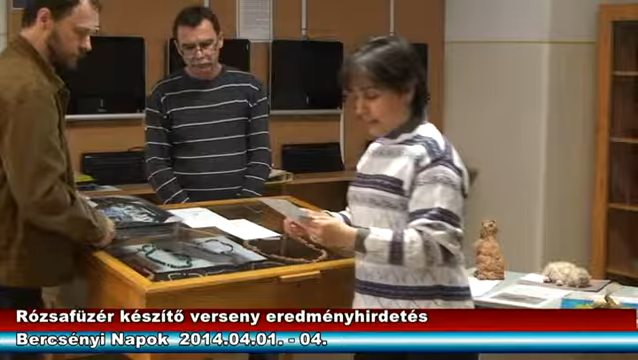 Rózsafüzér készítő verseny eredményhirdetés
Bercsényi Napok 2014.04.01. - 04.